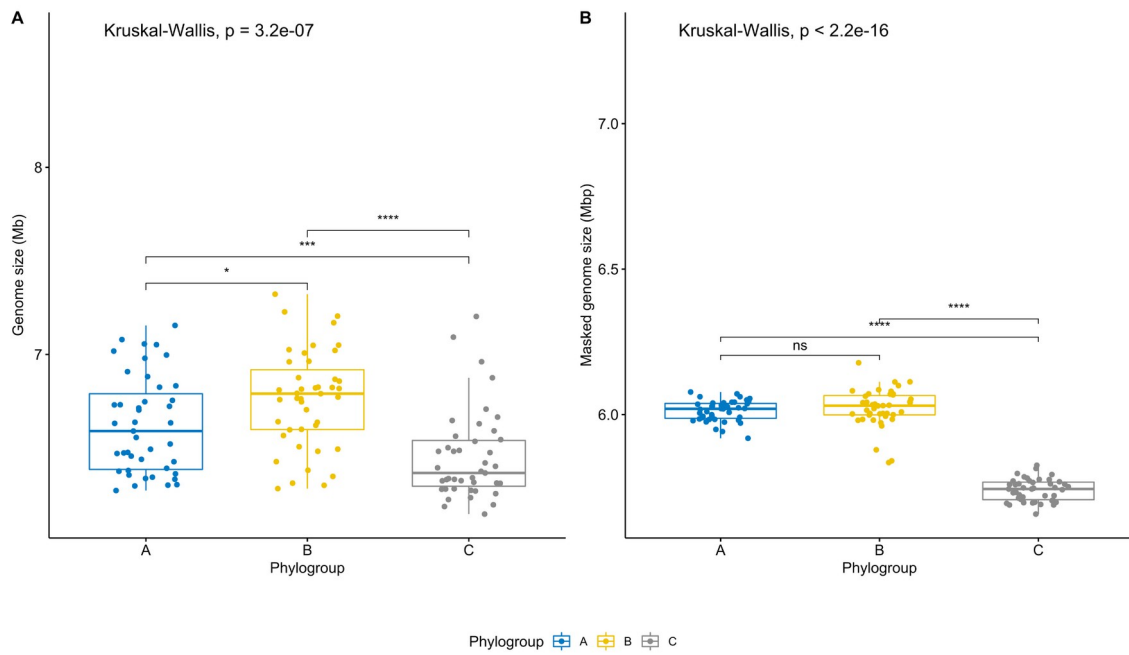 A
Kruskal-Wallis, p = 3.2e-07
Genome size (Mb)
8
7
****
***
*
A B C
Phylogroup
B
Kruskal-Wallis, p < 2.2e-16
Masked genome size (Mbp)
7.0
6.5
6.0
****
****
ns
A B C
Phylogroup
Phylogroup A B C